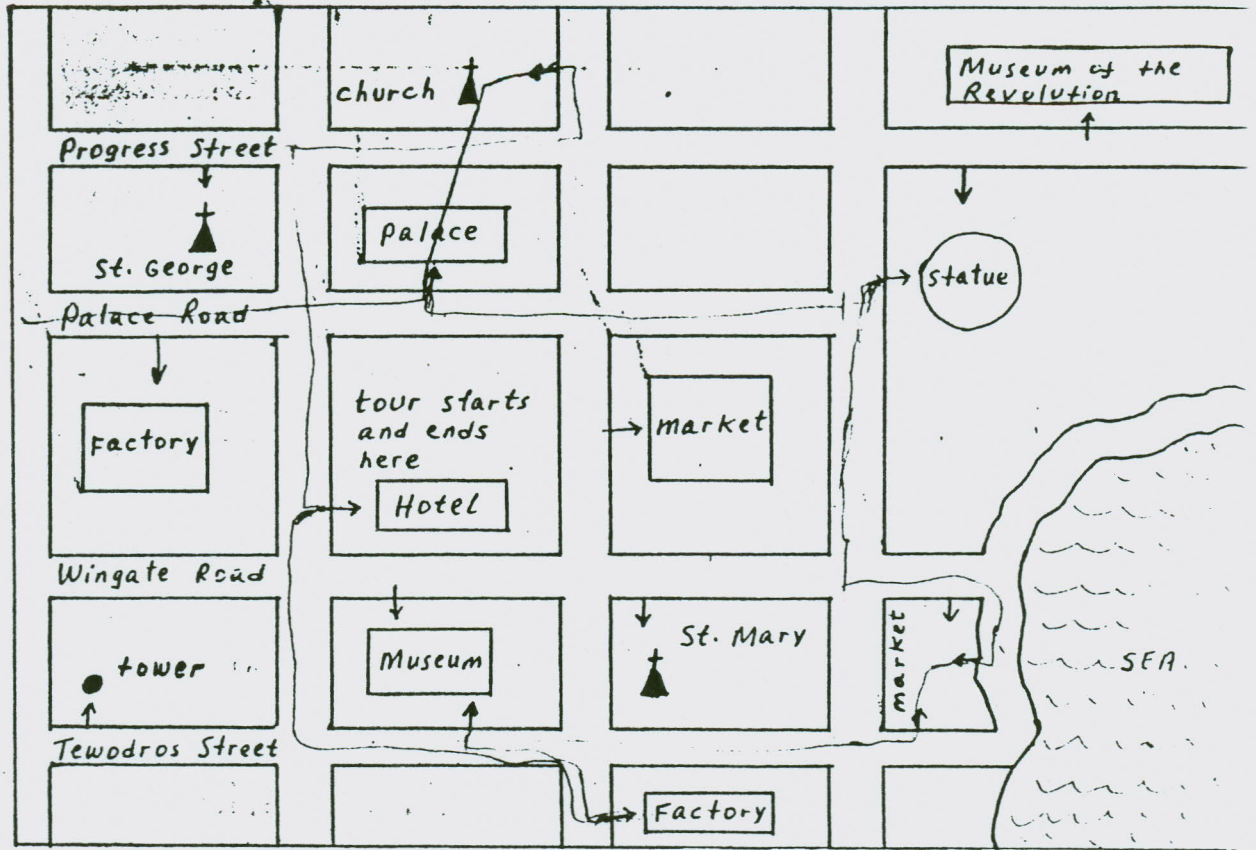 Museum of the
Revolution
church
Progress Street
Palace
St. George
statue
Palace Road
tour starts
and ends
here
market
Factory
Hotel
Wingate Road
St. Mary
market
tower
Museum
SEA
Tewodros Street
Factory